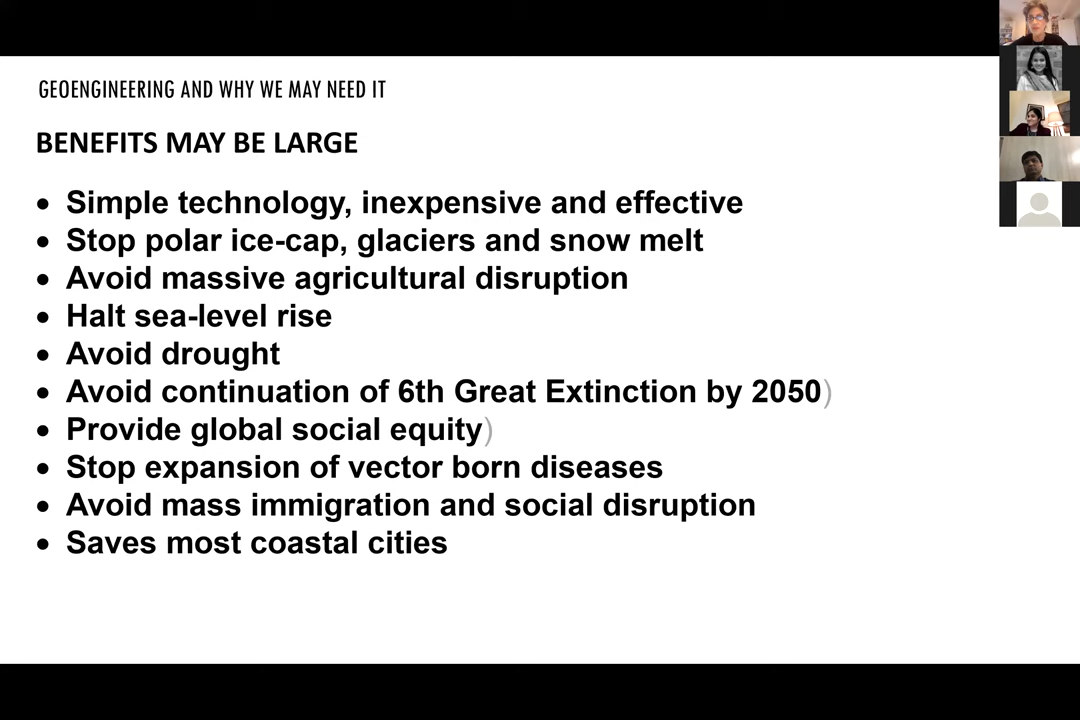 GEOENGINEERING AND WHY WE MAY NEED IT
BENEFITS MAY BE LARGE
• Simple technology, inexpensive and effective
• Stop polar ice-cap, glaciers and snow melt
• Avoid massive agricultural disruption
• Halt sea-level rise
• Avoid drought
• Avoid continuation of 6th Great Extinction by 2050)
• Provide global social equity)
• Stop expansion of vector born diseases
• Avoid mass immigration and social disruption
• Saves most coastal cities